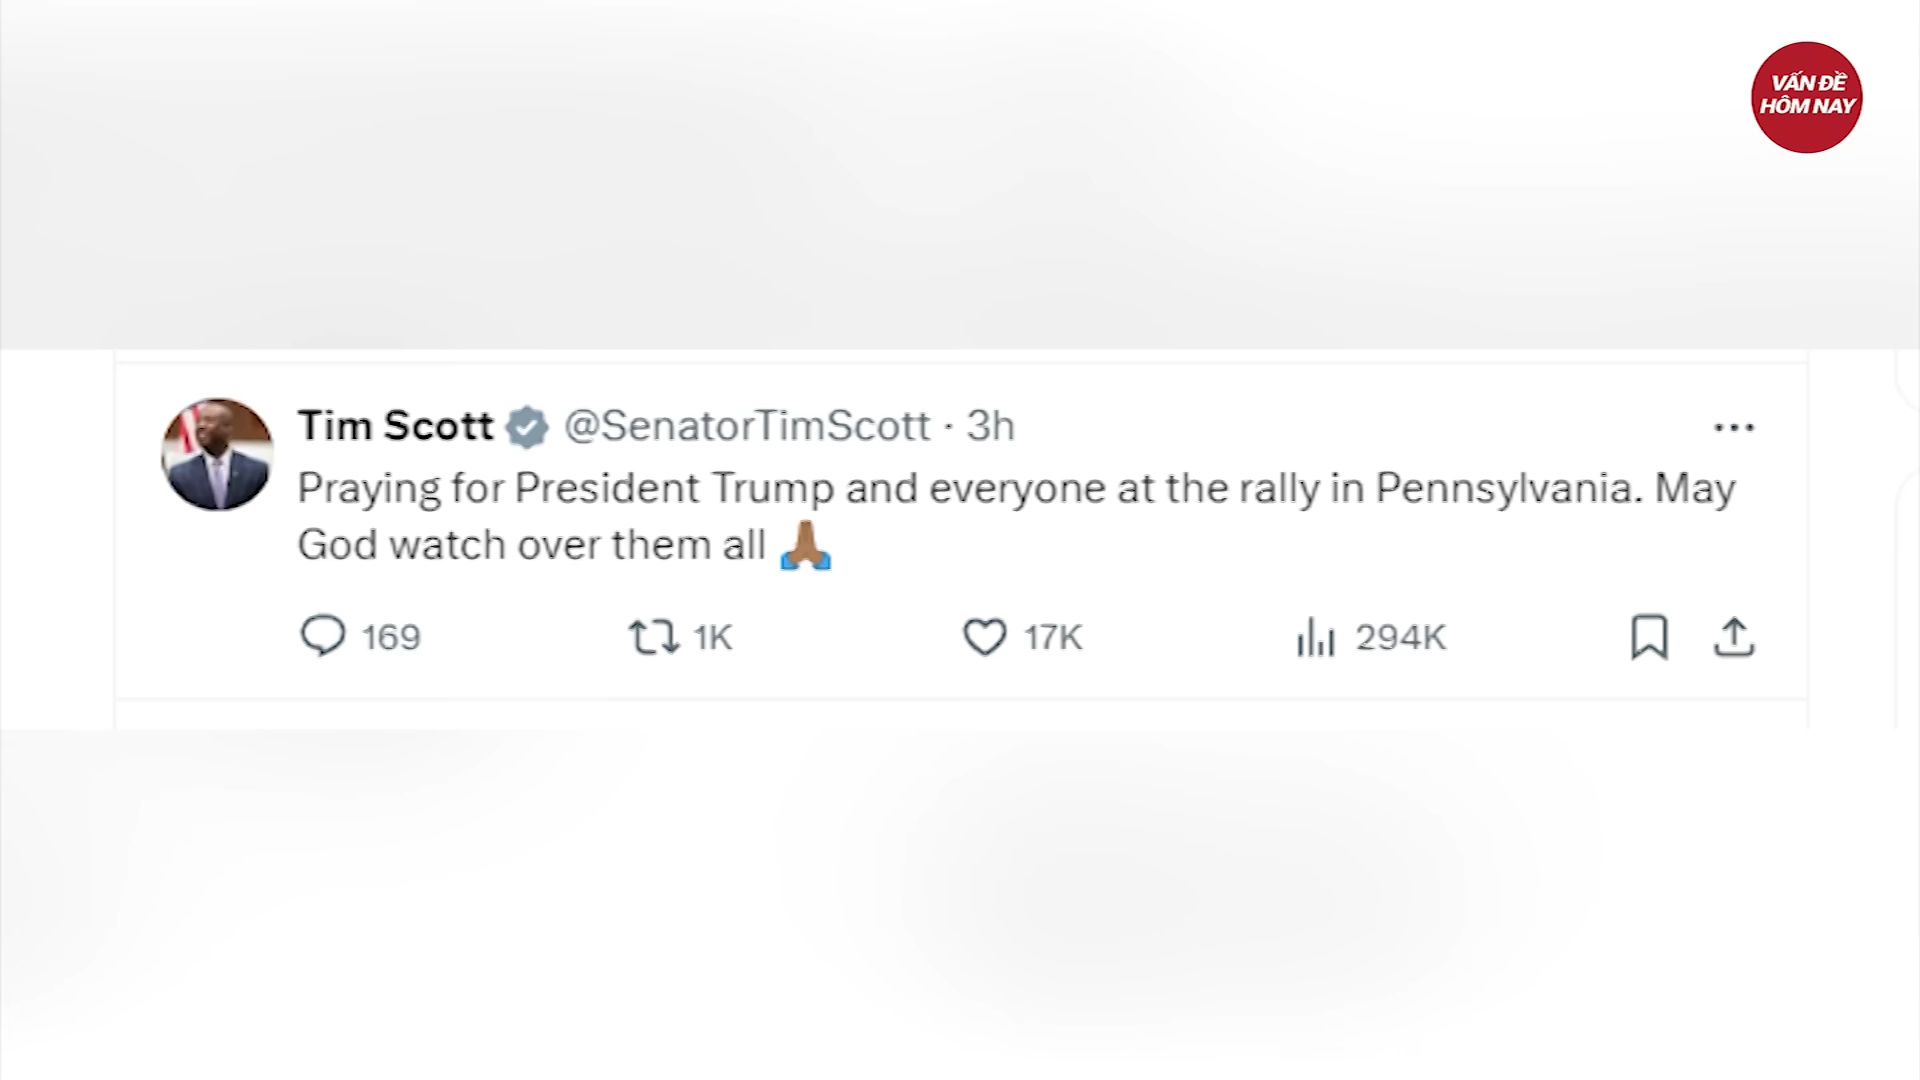 VẤN ĐỀ
HÔM NAY
Tim Scott @SenatorTimScott · 3h
Praying for President Trump and everyone at the rally in Pennsylvania. May
God watch over them all 🙏🏾
169 1K 17K 294K